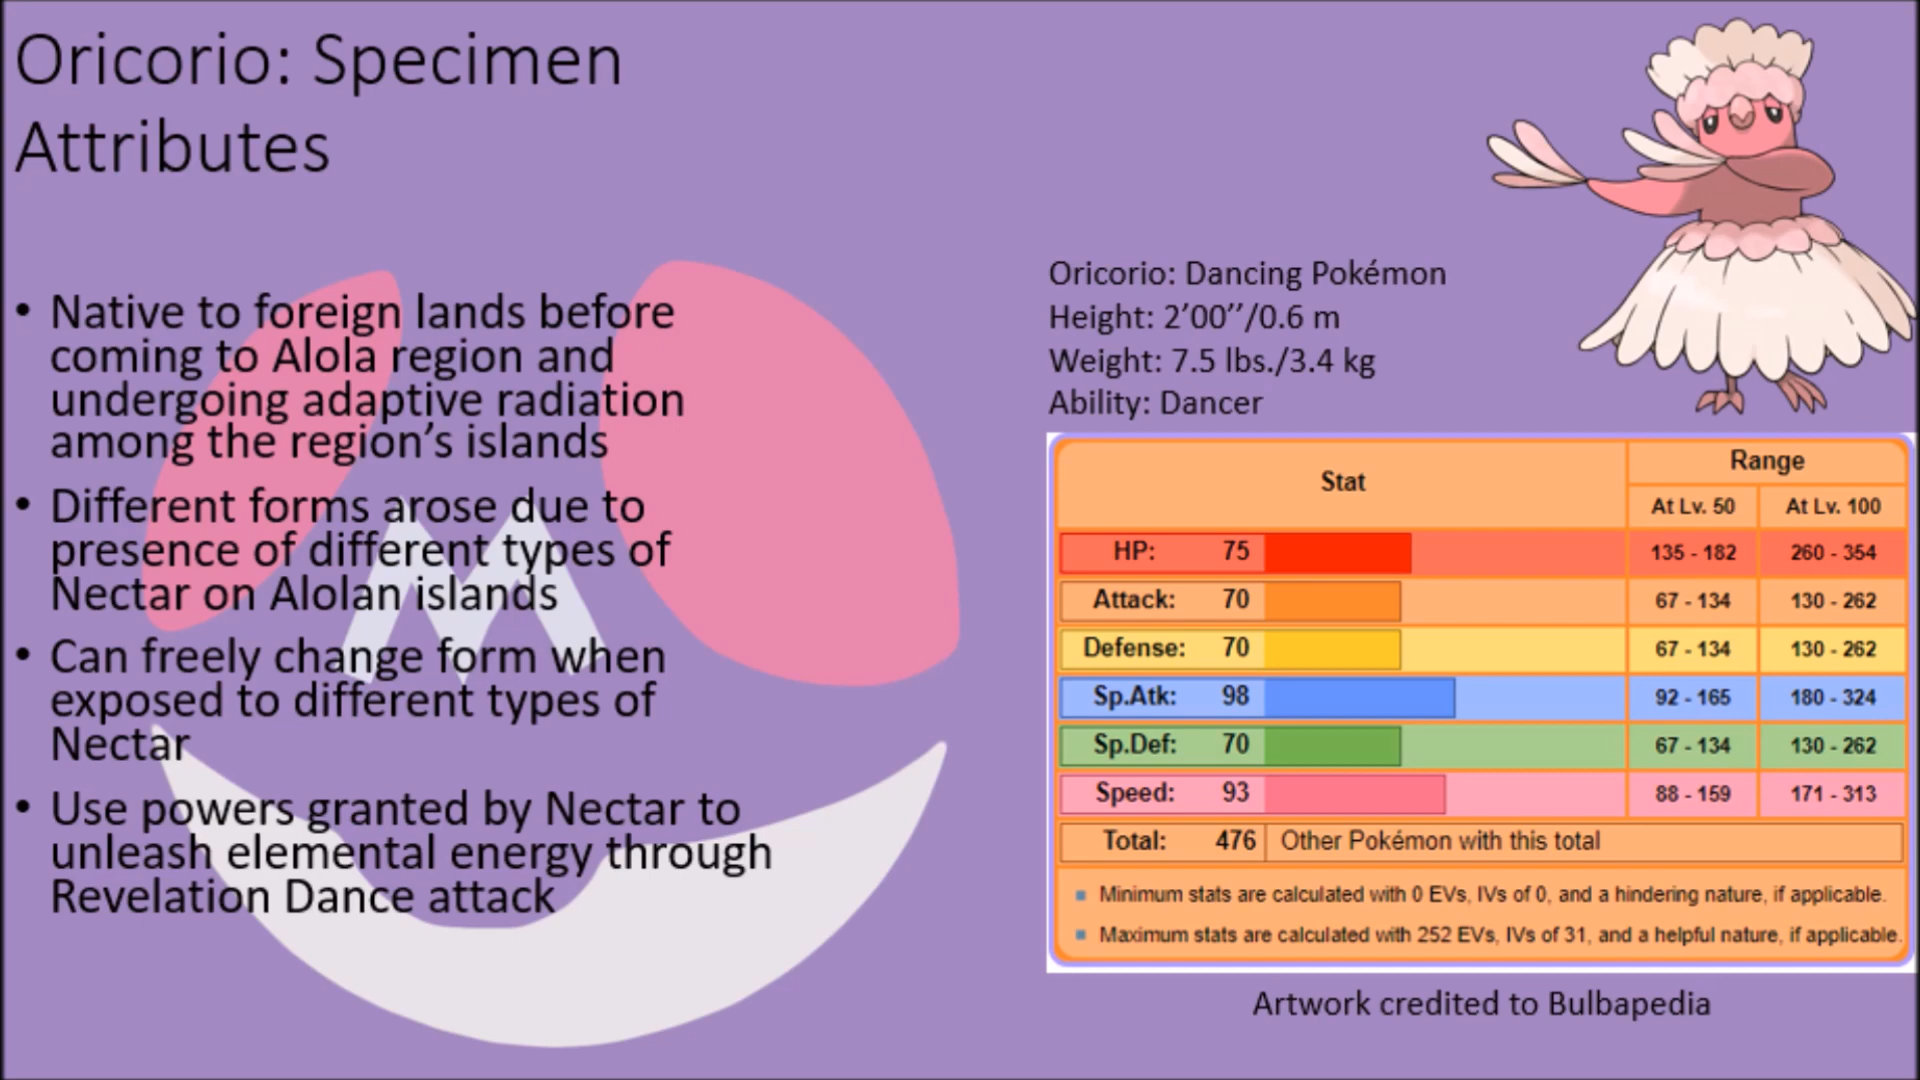 Oricorio: Specimen
Attributes
• Native to foreign lands before
coming to Alola region and
undergoing adaptive radiation
among the region's islands
• Different forms arose due to
presence of different types of
Nectar on Alolan islands
• Can freely change form when
exposed to different types of
Nectar
• Use powers granted by Nectar to
unleash elemental energy through
Revelation Dance attack
Oricorio: Dancing Pokémon
Height: 2’00’’/0.6 m
Weight: 7.5 lbs./3.4 kg
Ability: Dancer
Stat Range
At Lv. 50 At Lv. 100
HP: 75 135 - 182 260 - 354
Attack: 70 67 - 134 130 - 262
Defense: 70 67 - 134 130 - 262
Sp.Atk: 98 92 - 165 180 - 324
Sp.Def: 70 67 - 134 130 - 262
Speed: 93 88 - 159 171 - 313
Total: 476 Other Pokémon with this total
Minimum stats are calculated with 0 EVs, IVs of 0, and a hindering nature, if applicable.
Maximum stats are calculated with 252 EVs, IVs of 31, and a helpful nature, if applicable.
Artwork credited to Bulbapedia
M